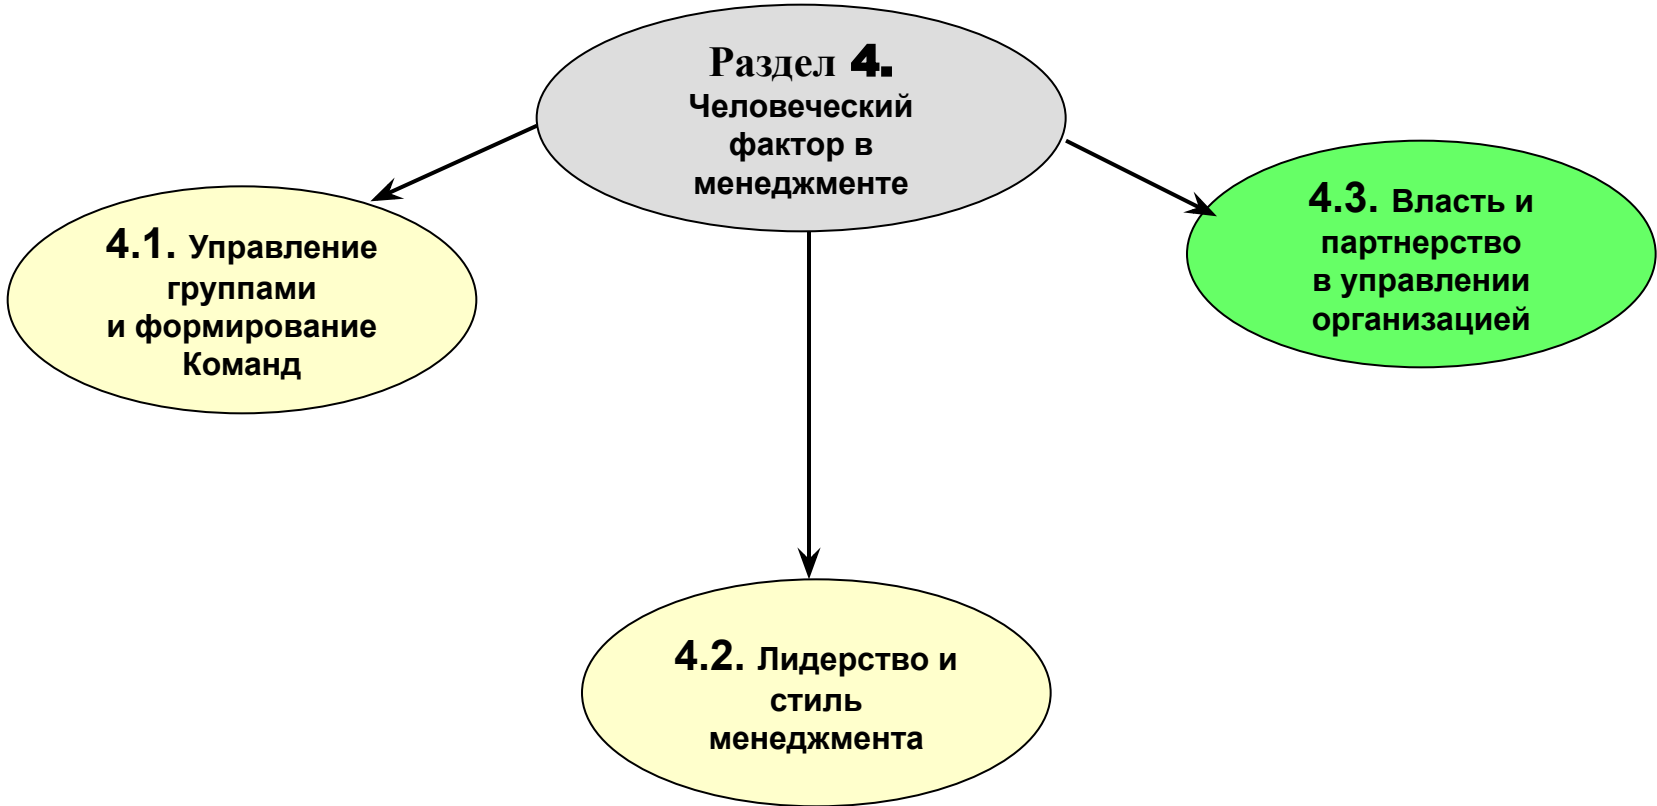 Раздел 4.
Человеческий
фактор в
менеджменте
4.1. Управление
группами
и формирование
Команд
4.3. Власть и
партнерство
в управлении
организацией
4.2. Лидерство и
стиль
менеджмента